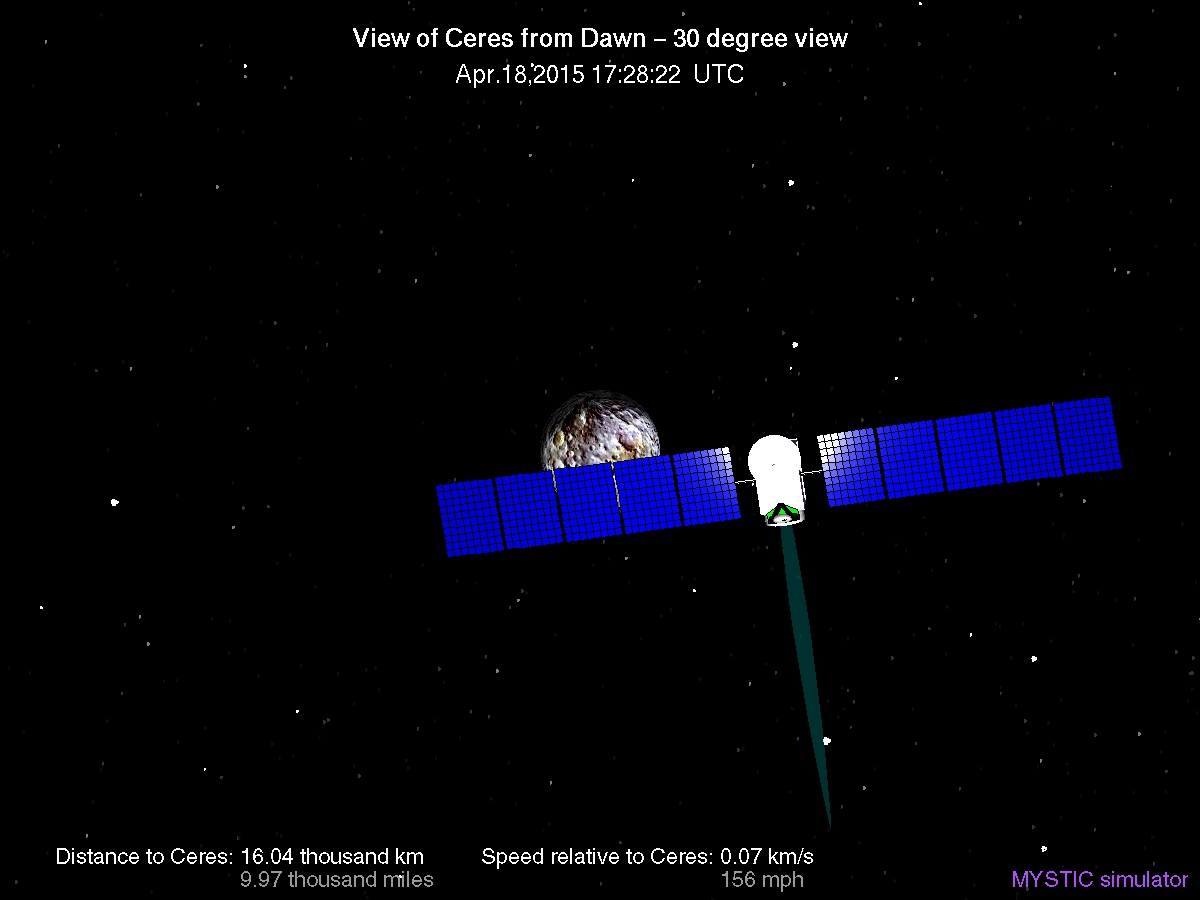 View of Ceres from Dawn – 30 degree view
Apr.18,2015 17:28:22 UTC
Distance to Ceres: 16.04 thousand km
9.97 thousand miles
Speed relative to Ceres: 0.07 km/s
156 mph
MYSTIC simulator